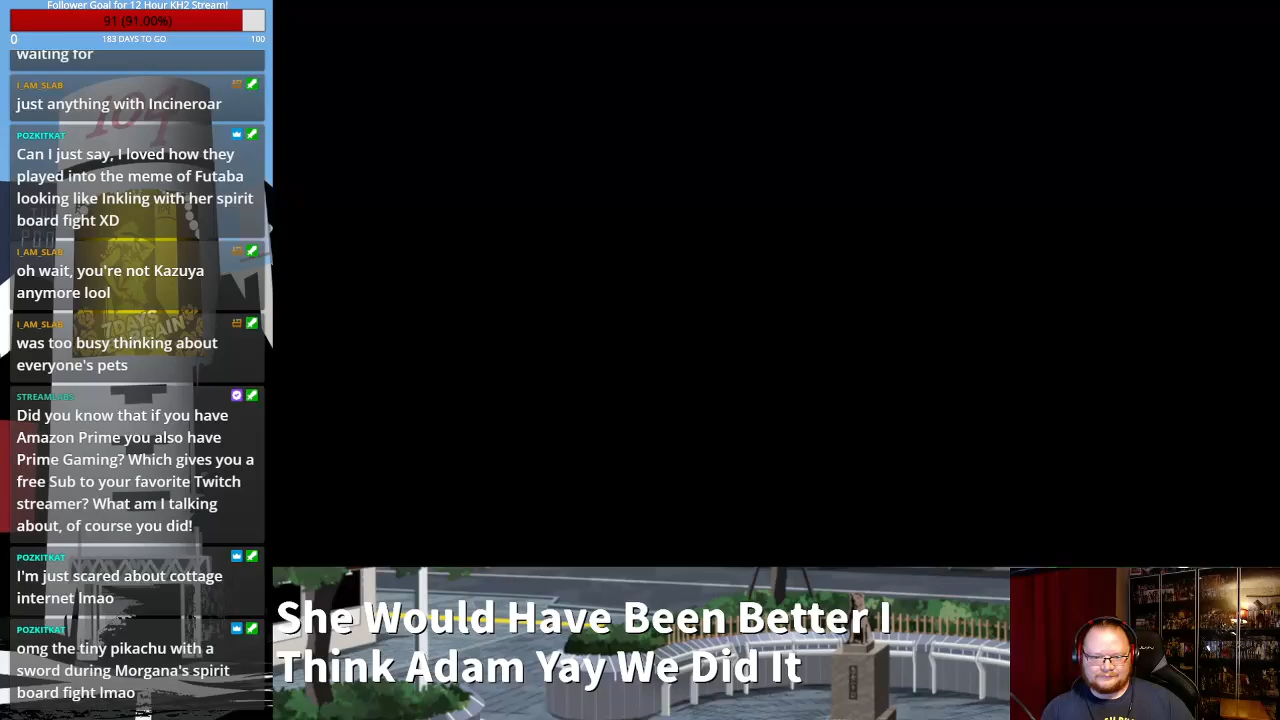 Follower Goal for 12 Hour KH2 Stream!
91 (91.00%)
0
183 DAYS TO GO
100
waiting for
I_AM_SLAB
just anything with Incineroar
POZKITKAT
Can I just say, I loved how they
played into the meme of Futaba
looking like Inkling with her spirit
board fight XD
I_AM_SLAB
oh wait, you're not Kazuya
anymore lool
I_AM_SLAB
was too busy thinking about
everyone's pets
STREAMLABS
Did you know that if you have
Amazon Prime you also have
Prime Gaming? Which gives you a
free Sub to your favorite Twitch
streamer? What am I talking
about, of course you did!
POZKITKAT
I'm just scared about cottage
internet lmao
POZKITKAT
omg the tiny pikachu with a
sword during Morgana's spirit
board fight lmao
104
7DAYS
She Would Have Been Better I
Think Adam Yay We Did It